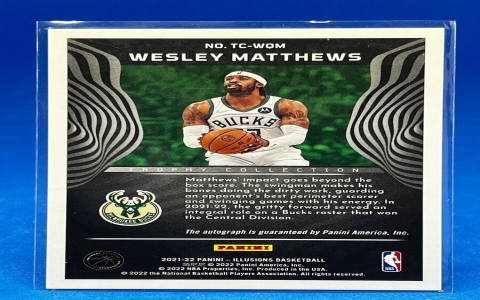 NO. TC-WQM
WESLEY MATTHEWS
BUCKS
TROPHY COLLECTION
Matthews' impact goes beyond the
box score. The swingman makes his
bones doing the dirty work, guarding
an opponent's best perimeter scorer
and swinging games with his energy. In
2021-22, the gritty forward served an
integral role on a Bucks roster that won
the Central Division.
The autograph is guaranteed by Panini America, Inc.
PANINI
2021-22 PANINI – ILLUSIONS BASKETBALL
© 2022 Panini America, Inc.
© 2022 NBA Properties, Inc. Produced in the USA.
© 2022 the National Basketball Players Association. All rights reserved.
NBA